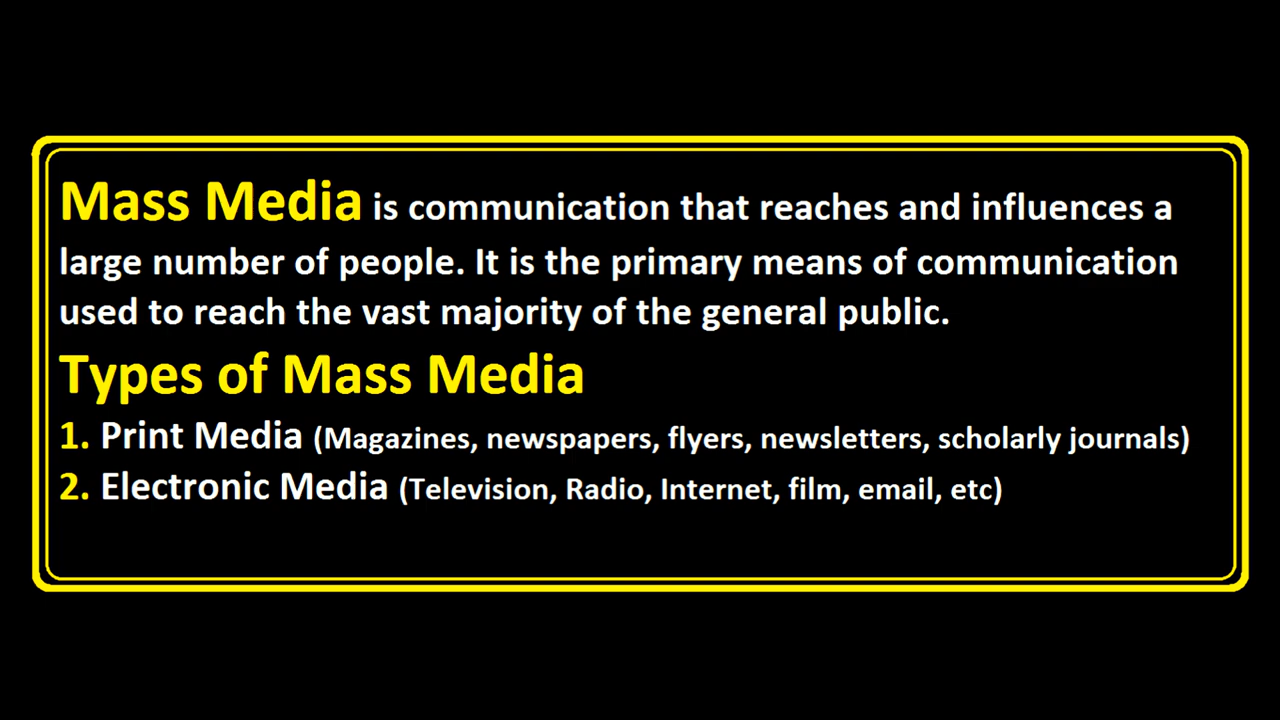 Mass Media is communication that reaches and influences a
large number of people. It is the primary means of communication
used to reach the vast majority of the general public.
Types of Mass Media
1. Print Media (Magazines, newspapers, flyers, newsletters, scholarly journals)
2. Electronic Media (Television, Radio, Internet, film, email, etc)